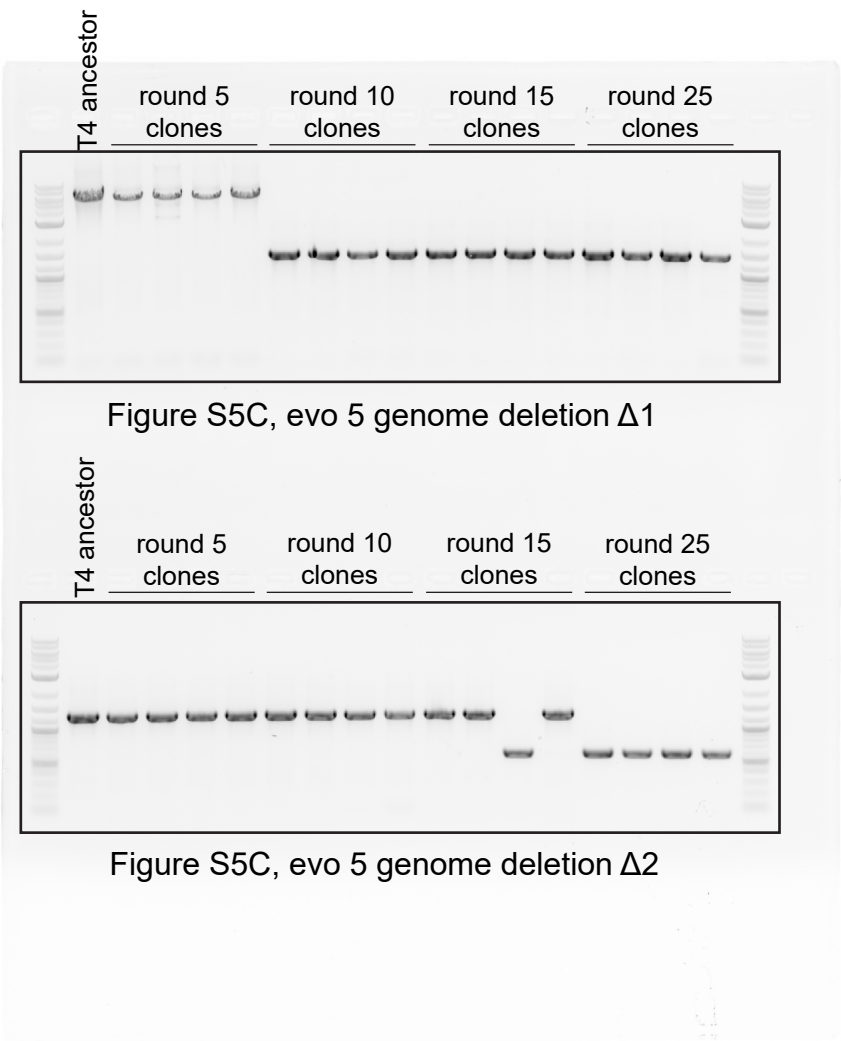 T4 ancestor
round 5
clones
round 10
clones
round 15
clones
round 25
clones
Figure S5C, evo 5 genome deletion Δ1
T4 ancestor
round 5
clones
round 10
clones
round 15
clones
round 25
clones
Figure S5C, evo 5 genome deletion Δ2